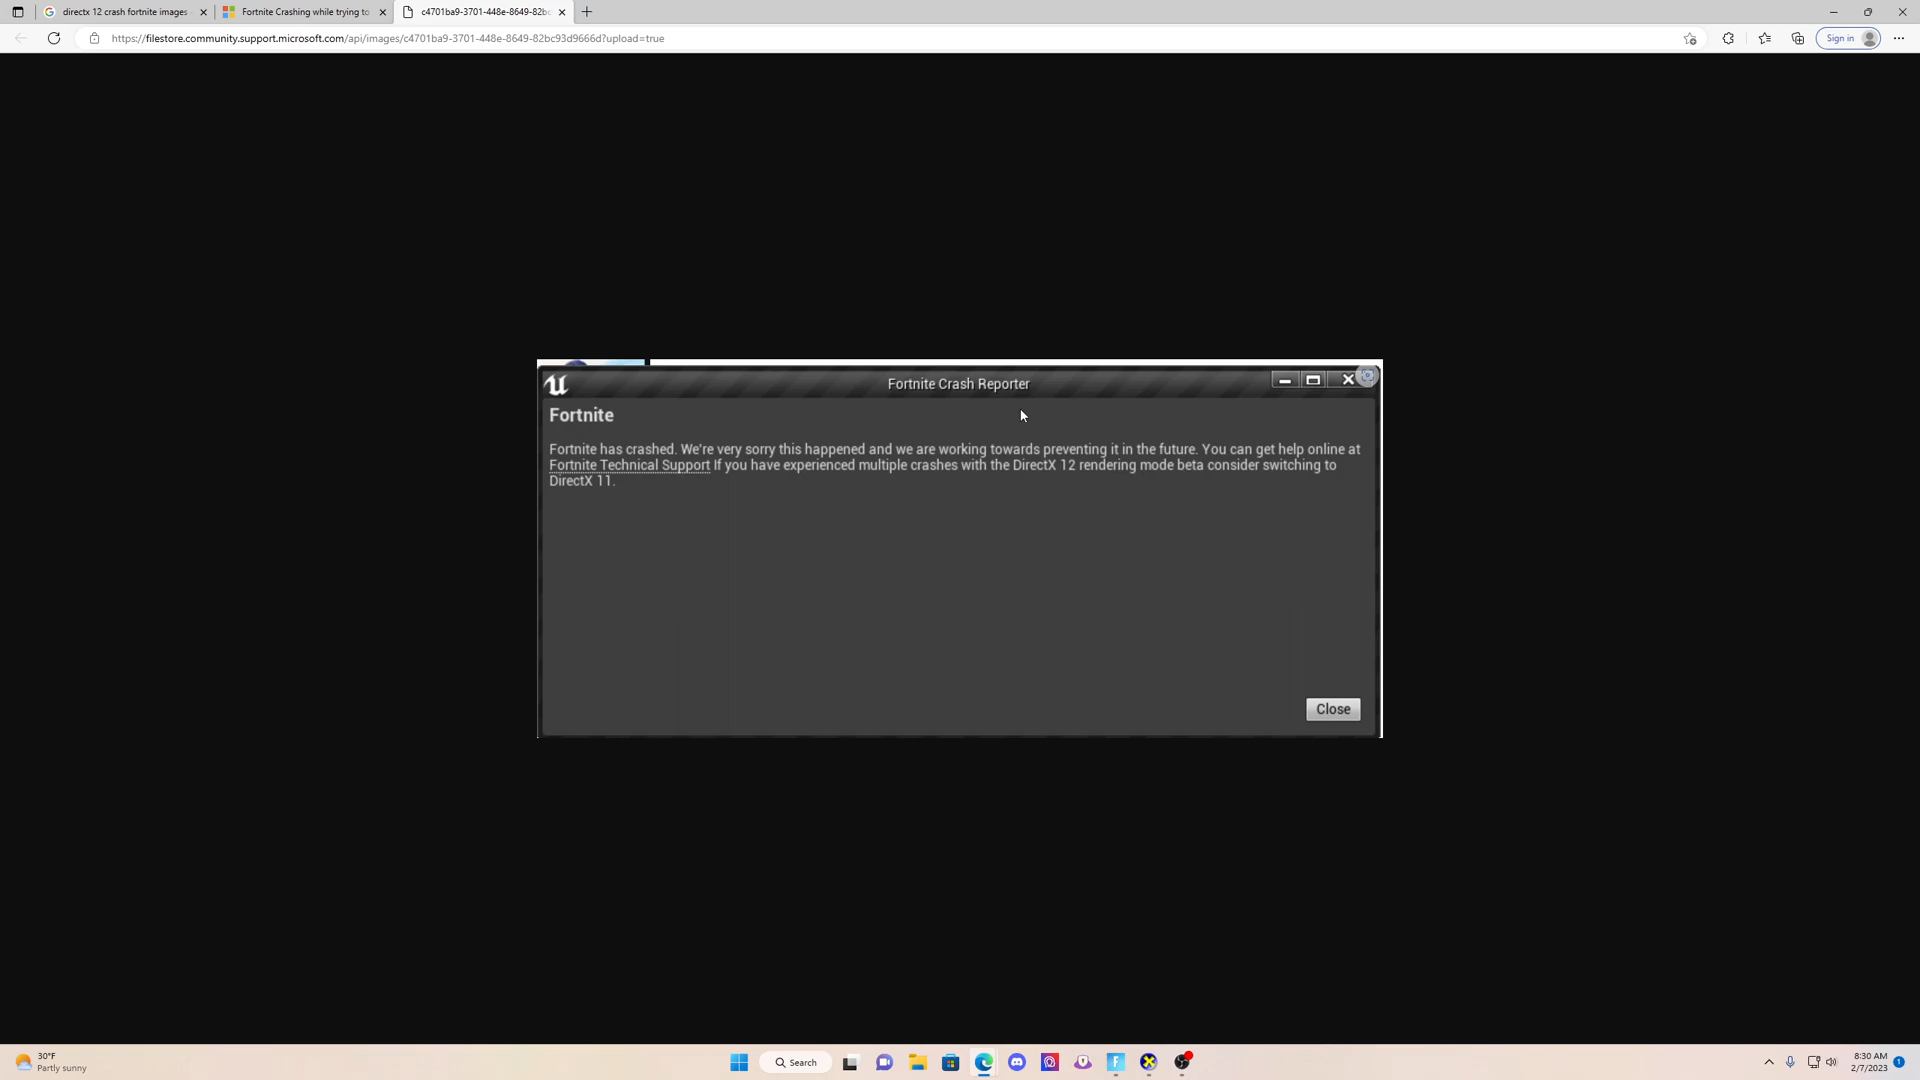 directx 12 crash fortnite images
Fortnite Crashing while trying to
c4701ba9-3701-448e-8649-82bc
https://filestore.community.support.microsoft.com/api/images/c4701ba9-3701-448e-8649-82bc93d9666d?upload=true
Sign in
Fortnite Crash Reporter
Fortnite
Fortnite has crashed. We're very sorry this happened and we are working towards preventing it in the future. You can get help online at
Fortnite Technical Support If you have experienced multiple crashes with the DirectX 12 rendering mode beta consider switching to
DirectX 11.
Close
30°F
Partly sunny
Search
8:30 AM
2/7/2023
1